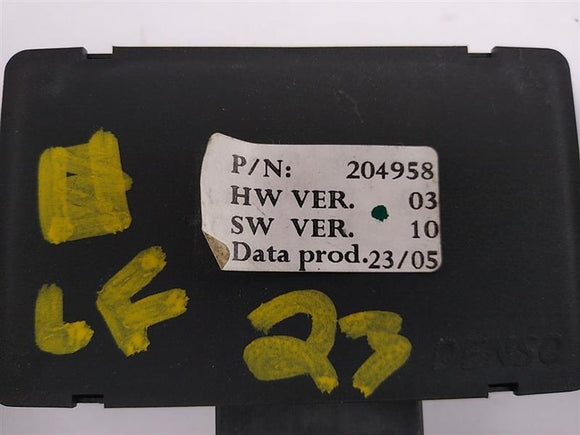 P/N: 204958
HW VER. 03
SW VER. 10
Data prod.23/05
LF 23
DENSO